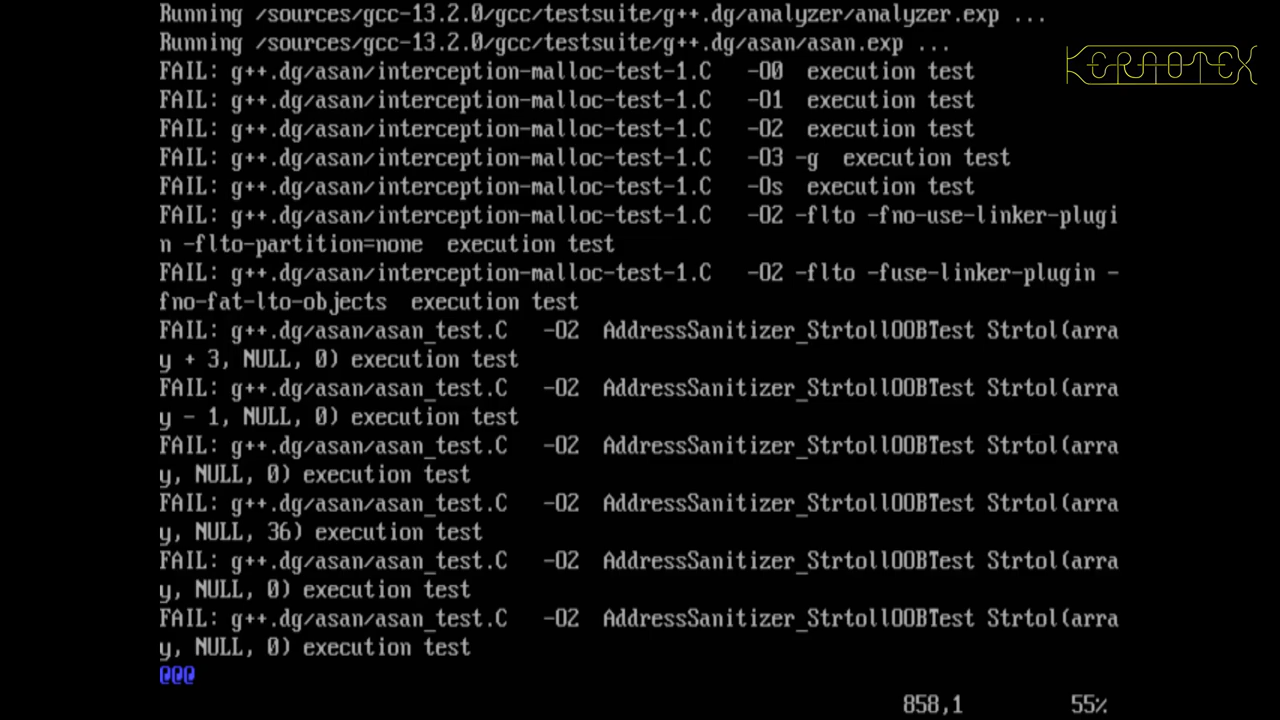 Running /sources/gcc-13.2.0/gcc/testsuite/g++.dg/analyzer/analyzer.exp ...
Running /sources/gcc-13.2.0/gcc/testsuite/g++.dg/asan/asan.exp ...
FAIL: g++.dg/asan/interception-malloc-test-1.C   -O0  execution test
FAIL: g++.dg/asan/interception-malloc-test-1.C   -O1  execution test
FAIL: g++.dg/asan/interception-malloc-test-1.C   -O2  execution test
FAIL: g++.dg/asan/interception-malloc-test-1.C   -O3 -g  execution test
FAIL: g++.dg/asan/interception-malloc-test-1.C   -Os  execution test
FAIL: g++.dg/asan/interception-malloc-test-1.C   -O2 -flto -fno-use-linker-plugi
n -flto-partition=none  execution test
FAIL: g++.dg/asan/interception-malloc-test-1.C   -O2 -flto -fuse-linker-plugin -
fno-fat-lto-objects  execution test
FAIL: g++.dg/asan/asan_test.C   -O2  AddressSanitizer_StrtollOOBTest Strtol(arra
y + 3, NULL, 0) execution test
FAIL: g++.dg/asan/asan_test.C   -O2  AddressSanitizer_StrtollOOBTest Strtol(arra
y - 1, NULL, 0) execution test
FAIL: g++.dg/asan/asan_test.C   -O2  AddressSanitizer_StrtollOOBTest Strtol(arra
y, NULL, 0) execution test
FAIL: g++.dg/asan/asan_test.C   -O2  AddressSanitizer_StrtollOOBTest Strtol(arra
y, NULL, 36) execution test
FAIL: g++.dg/asan/asan_test.C   -O2  AddressSanitizer_StrtollOOBTest Strtol(arra
y, NULL, 0) execution test
FAIL: g++.dg/asan/asan_test.C   -O2  AddressSanitizer_StrtollOOBTest Strtol(arra
y, NULL, 0) execution test
@@@
858,1 55%
KERNOTEX